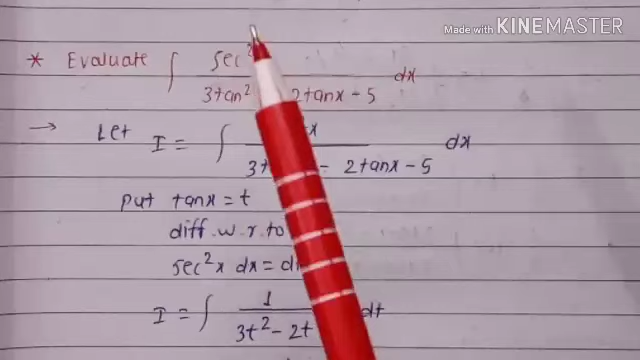 Made with KINEMASTER
* Evaluate ∫ sec² / 3tan² 2tanx - 5 dx
→ Let I = ∫ x / 3t - 2tanx - 5 dx
put tanx = t
diff. w. r. to
sec²x dx = d
I = ∫ 1 / 3t² - 2t dt